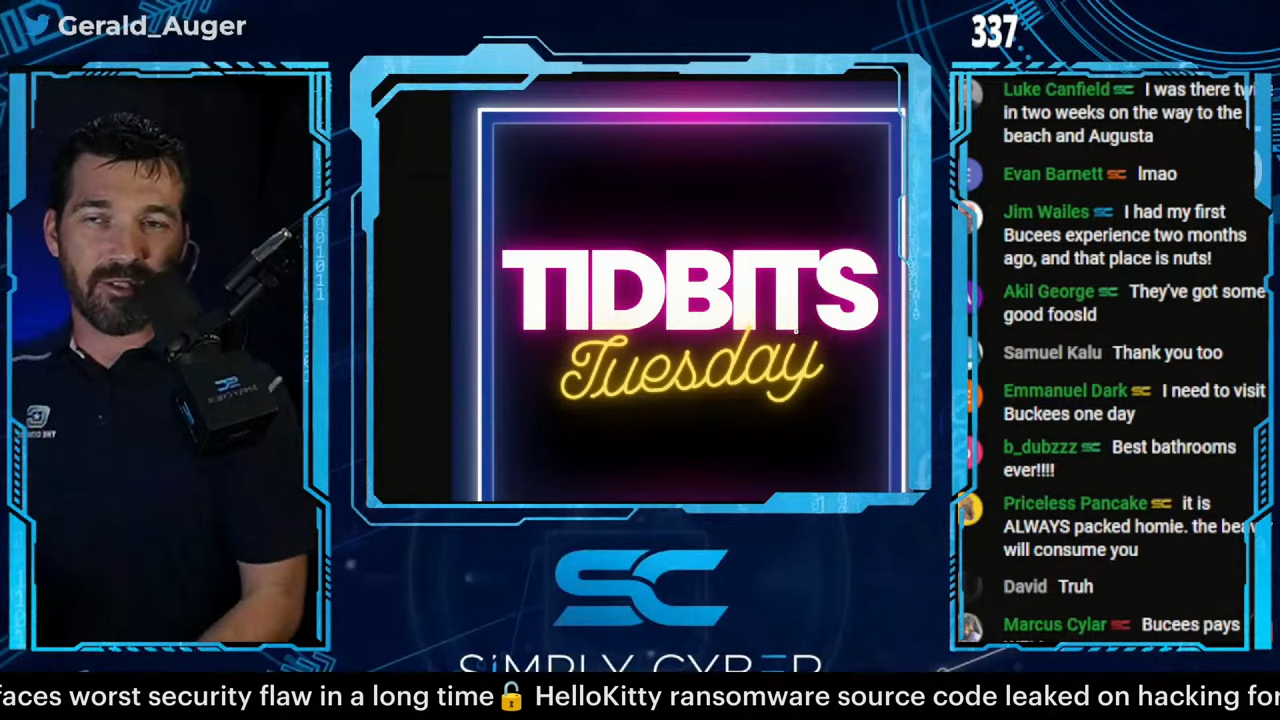 Gerald_Auger
337
TIDBITS
Tuesday
SC
SIMPLY CYBER
Luke Canfield I was there
in two weeks on the way to the
beach and Augusta
Evan Barnett lmao
Jim Wailes I had my first
Bucees experience two months
ago, and that place is nuts!
Akil George They've got some
good foosld
Samuel Kalu Thank you too
Emmanuel Dark I need to visit
Buckees one day
b_dubzzz Best bathrooms
ever!!!!
Priceless Pancake it is
ALWAYS packed homie. the
will consume you
David Truh
Marcus Cylar Bucees pays
faces worst security flaw in a long time🔓 HelloKitty ransomware source code leaked on hacking for